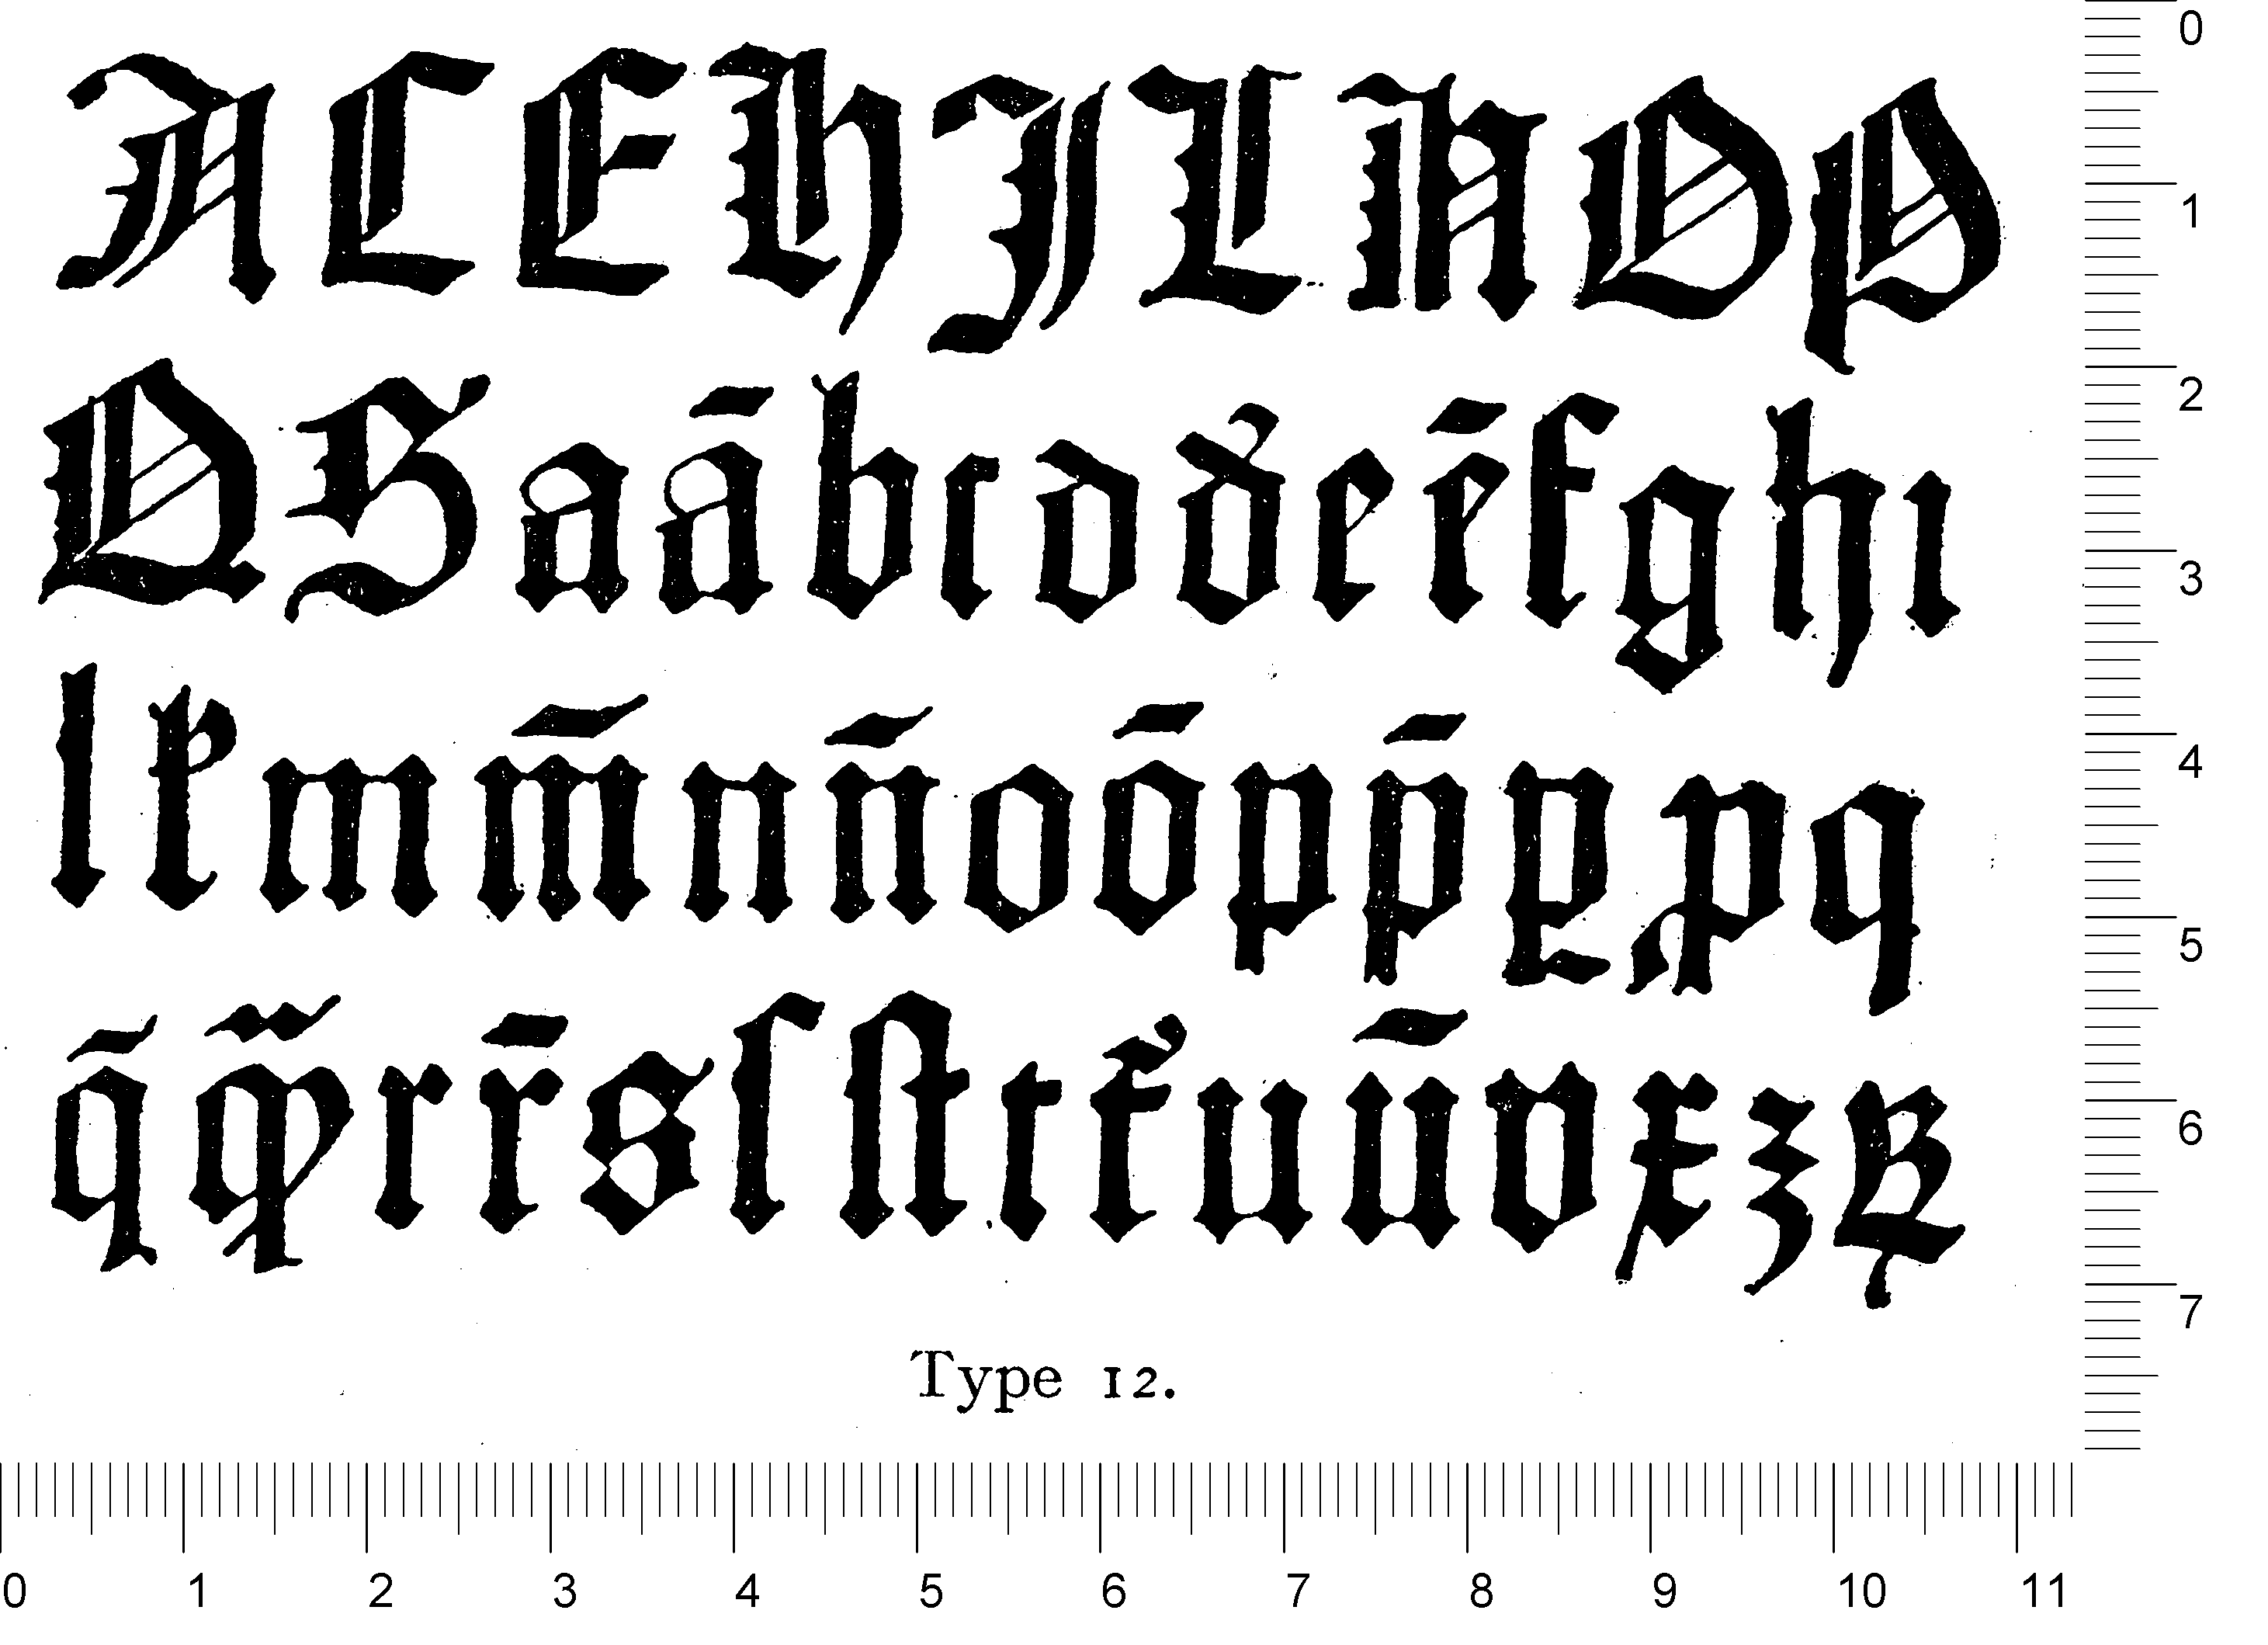 A C E H J L N O P
Q S a ā b c d d' e ē f g h ı
l k m m̄ n n̄ o ō p p̄ ꝑ ꝓ q
q̄ ꝙ̃ r r̄ s ſ ſt t t' u ū v x z
Type 12.
0
1
2
3
4
5
6
7
0 1 2 3 4 5 6 7 8 9 10 11